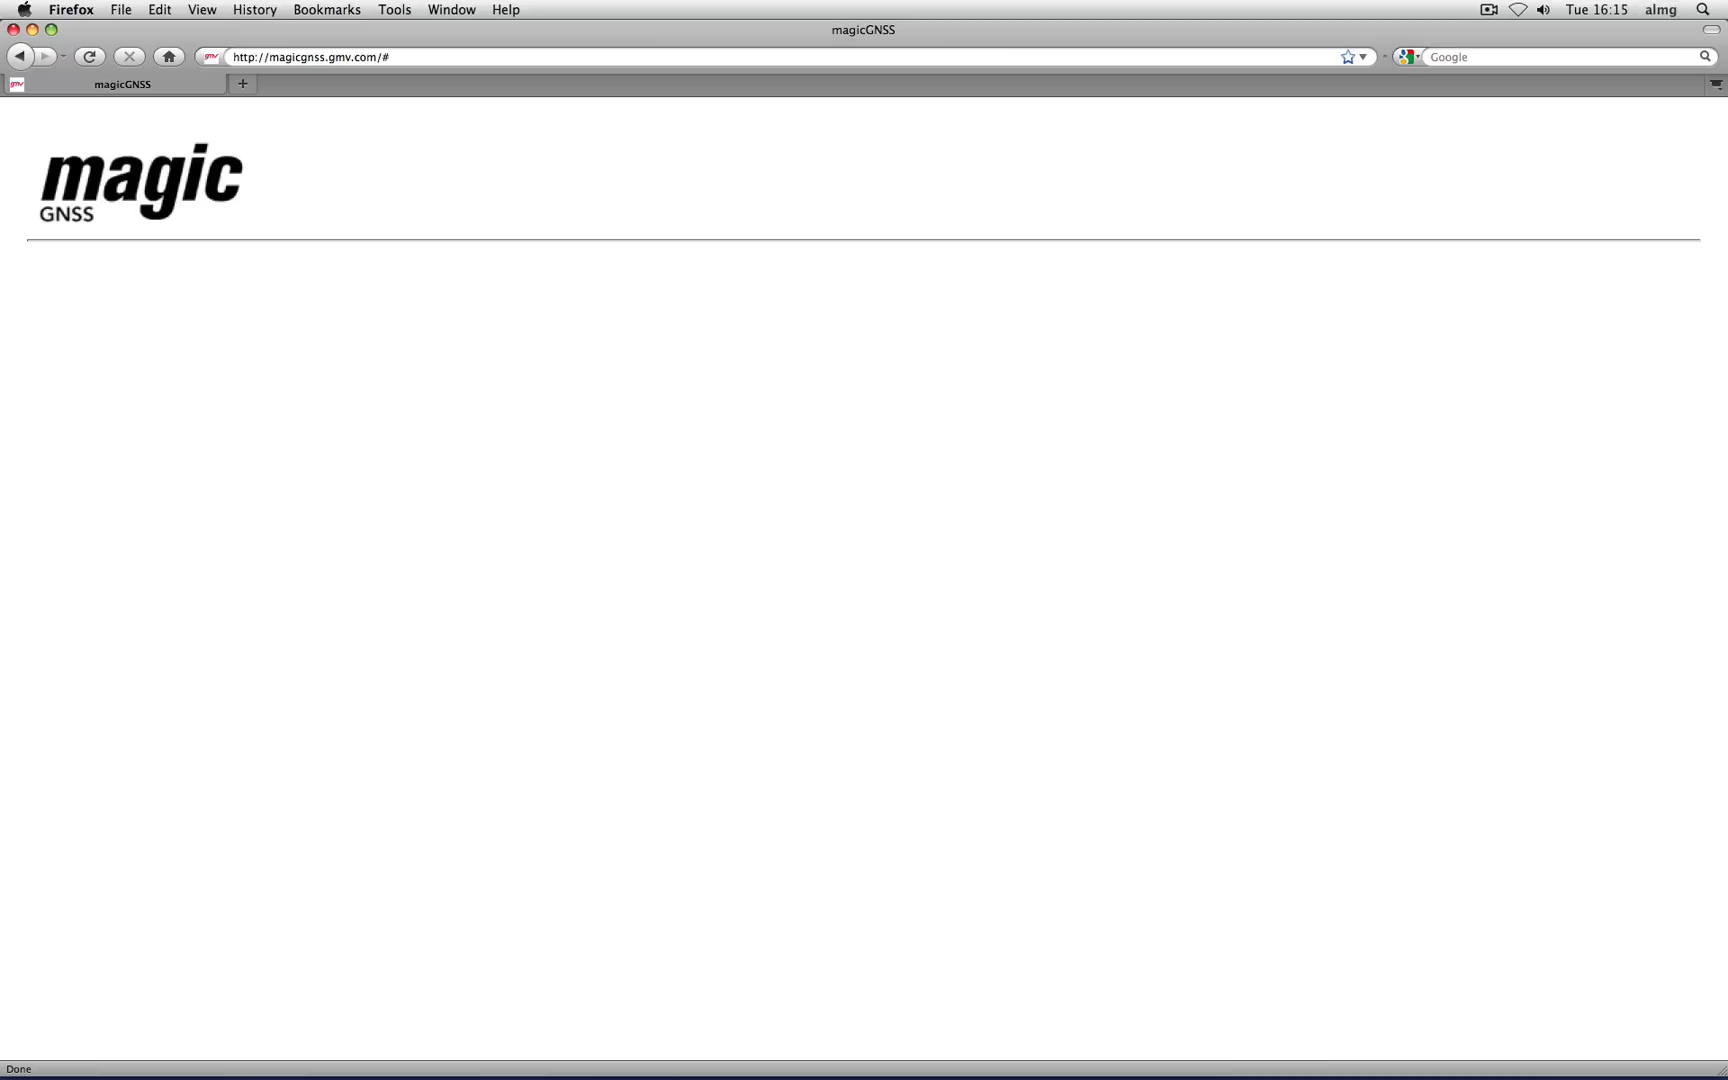 Firefox File Edit View History Bookmarks Tools Window Help Tue 16:15 almg
magicGNSS
http://magicgnss.gmv.com/# Google
gmv magicGNSS
magic
GNSS
Done